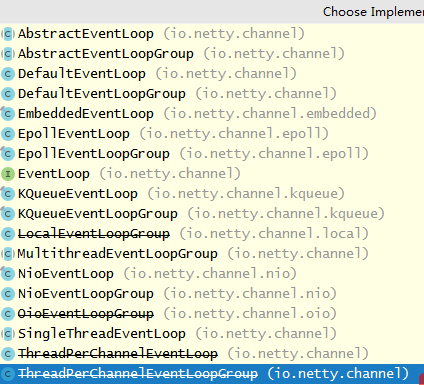 Choose Implemen
AbstractEventLoop (io.netty.channel)
AbstractEventLoopGroup (io.netty.channel)
DefaultEventLoop (io.netty.channel)
DefaultEventLoopGroup (io.netty.channel)
EmbeddedEventLoop (io.netty.channel.embedded)
EpollEventLoop (io.netty.channel.epoll)
EpollEventLoopGroup (io.netty.channel.epoll)
EventLoop (io.netty.channel)
KQueueEventLoop (io.netty.channel.kqueue)
KQueueEventLoopGroup (io.netty.channel.kqueue)
LocalEventLoopGroup (io.netty.channel.local)
MultithreadEventLoopGroup (io.netty.channel)
NioEventLoop (io.netty.channel.nio)
NioEventLoopGroup (io.netty.channel.nio)
OioEventLoopGroup (io.netty.channel.oio)
SingleThreadEventLoop (io.netty.channel)
ThreadPerChannelEventLoop (io.netty.channel)
ThreadPerChannelEventLoopGroup (io.netty.channel)